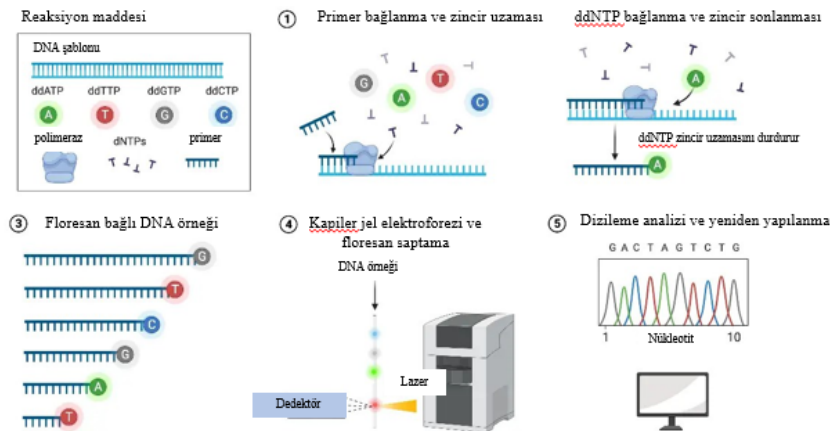 Reaksiyon maddesi
DNA şablonu
ddATP ddTTP ddGTP ddCTP
A T G C
polimeraz
dNTPs
primer
1 Primer bağlanma ve zincir uzaması
G A T C
ddNTP bağlanma ve zincir sonlanması
A
ddNTP zincir uzamasını durdurur
A
3 Floresan bağlı DNA örneği
G
T
C
G
A
T
4 Kapiler jel elektroforezi ve
floresan saptama
DNA örneği
Dedektör
Lazer
5 Dizileme analizi ve yeniden yapılanma
G A C T A G T C T G
1 Nükleotit 10